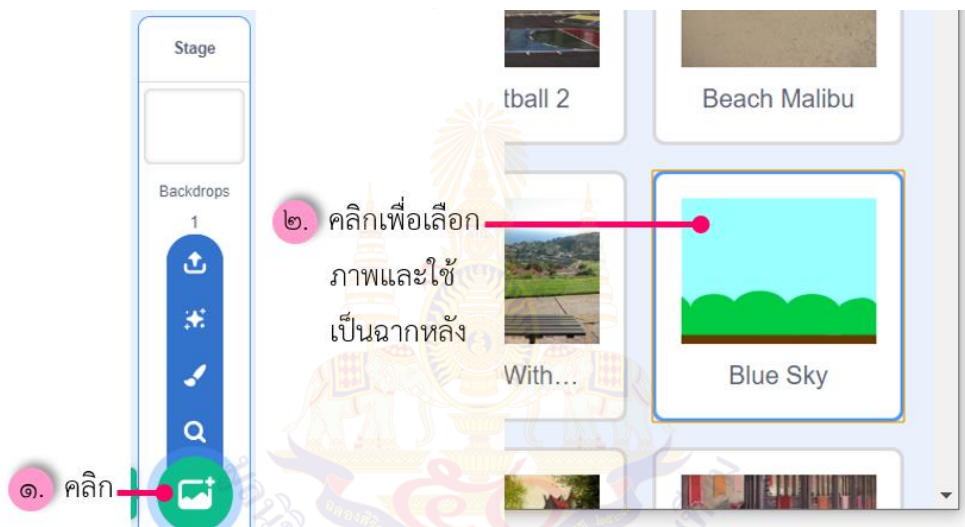 Stage
Backdrops
1
๑. คลิก
๒. คลิกเพื่อเลือก
ภาพและใช้
เป็นฉากหลัง
tball 2
Beach Malibu
With...
Blue Sky